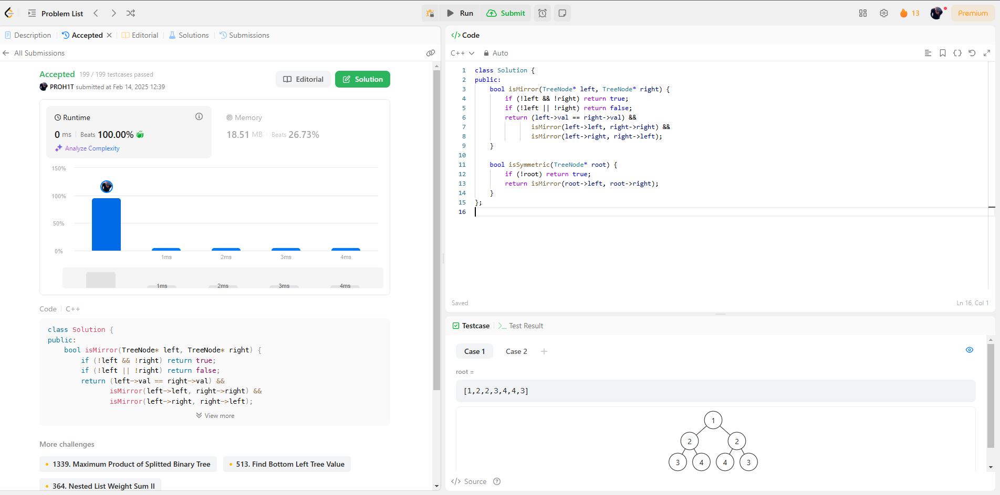 Problem List
Run
Submit
13
Premium
Description
Accepted
Editorial
Solutions
Submissions
All Submissions
Accepted 199 / 199 testcases passed
PROH1T submitted at Feb 14, 2025 12:39
Editorial
Solution
Runtime
0 ms Beats 100.00%
Analyze Complexity
Memory
18.51 MB Beats 26.73%
150%
100%
50%
0%
1ms 2ms 3ms 4ms
1ms 2ms 3ms 4ms
Code C++
class Solution {
public:
    bool isMirror(TreeNode* left, TreeNode* right) {
        if (!left && !right) return true;
        if (!left || !right) return false;
        return (left->val == right->val) &&
               isMirror(left->left, right->right) &&
               isMirror(left->right, right->left);
View more
More challenges
1339. Maximum Product of Splitted Binary Tree
513. Find Bottom Left Tree Value
364. Nested List Weight Sum II
</> Code
C++ Auto
1 class Solution {
2 public:
3     bool isMirror(TreeNode* left, TreeNode* right) {
4         if (!left && !right) return true;
5         if (!left || !right) return false;
6         return (left->val == right->val) &&
7                isMirror(left->left, right->right) &&
8                isMirror(left->right, right->left);
9     }
10
11     bool isSymmetric(TreeNode* root) {
12         if (!root) return true;
13         return isMirror(root->left, root->right);
14     }
15 };
16
Saved
Ln 16, Col 1
Testcase
Test Result
Case 1 Case 2 +
root =
[1,2,2,3,4,4,3]
1
2 2
3 4 4 3
</> Source ?